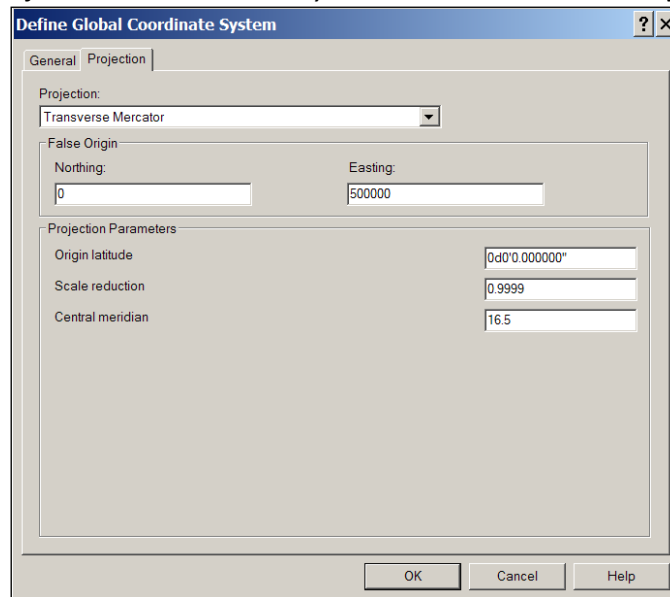 Define Global Coordinate System
General Projection
Projection:
Transverse Mercator
False Origin
Northing: Easting:
0 500000
Projection Parameters
Origin latitude 0d0'0.000000"
Scale reduction 0.9999
Central meridian 16.5
OK Cancel Help